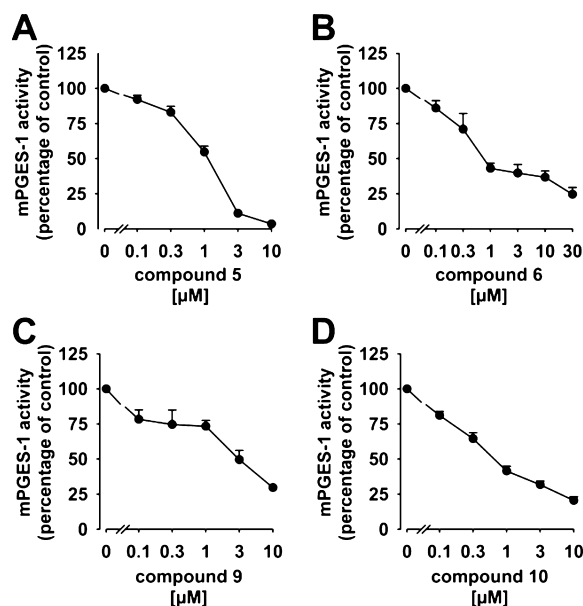 A
mPGES-1 activity
(percentage of control)
125
100
75
50
25
0
0 0.1 0.3 1 3 10
compound 5
[µM]
B
mPGES-1 activity
(percentage of control)
125
100
75
50
25
0
0 0.1 0.3 1 3 10 30
compound 6
[µM]
C
mPGES-1 activity
(percentage of control)
125
100
75
50
25
0
0 0.1 0.3 1 3 10
compound 9
[µM]
D
mPGES-1 activity
(percentage of control)
125
100
75
50
25
0
0 0.1 0.3 1 3 10
compound 10
[µM]